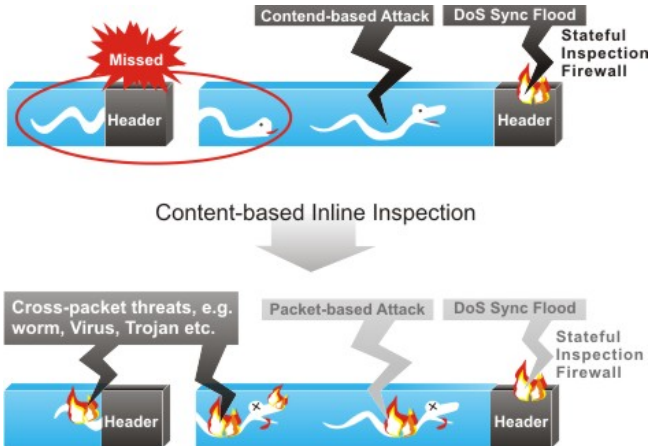 Contend-based Attack
DoS Sync Flood
Missed
Stateful
Inspection
Firewall
Header
Header
Content-based Inline Inspection
Cross-packet threats, e.g.
worm, Virus, Trojan etc.
Packet-based Attack
DoS Sync Flood
Stateful
Inspection
Firewall
Header
Header